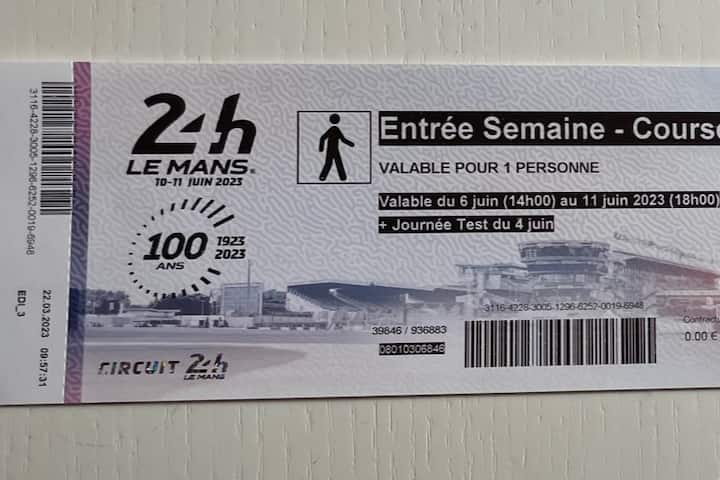 3116-4228-3005-1296-6252-0019-6948
22.03.2023 09:57:31
EDI_3
24h
LE MANS®
10-11 JUIN 2023
100
ANS
1923
2023
CIRCUIT 24h
LE MANS
Entrée Semaine - Course
VALABLE POUR 1 PERSONNE
Valable du 6 juin (14h00) au 11 juin 2023 (18h00)
+ Journée Test du 4 juin
3116-4228-3005-1296-6252-0019-6948
39846 / 936883
08010306846
0.00 €